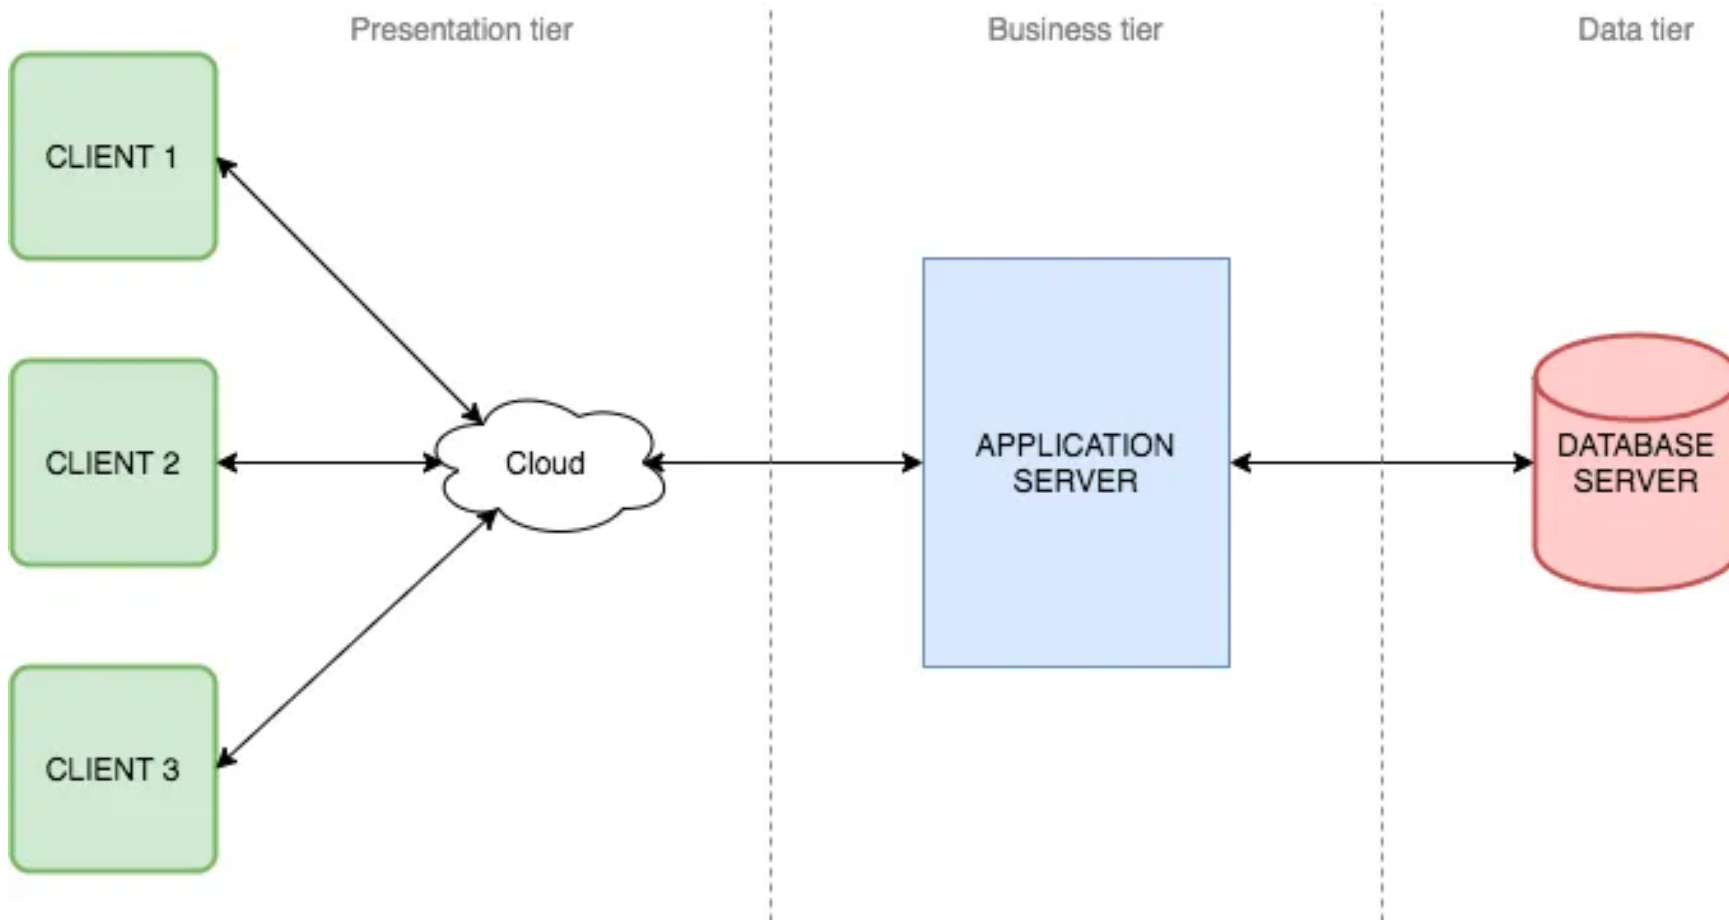 Presentation tier
Business tier
Data tier
CLIENT 1
CLIENT 2
Cloud
APPLICATION
SERVER
DATABASE
SERVER
CLIENT 3